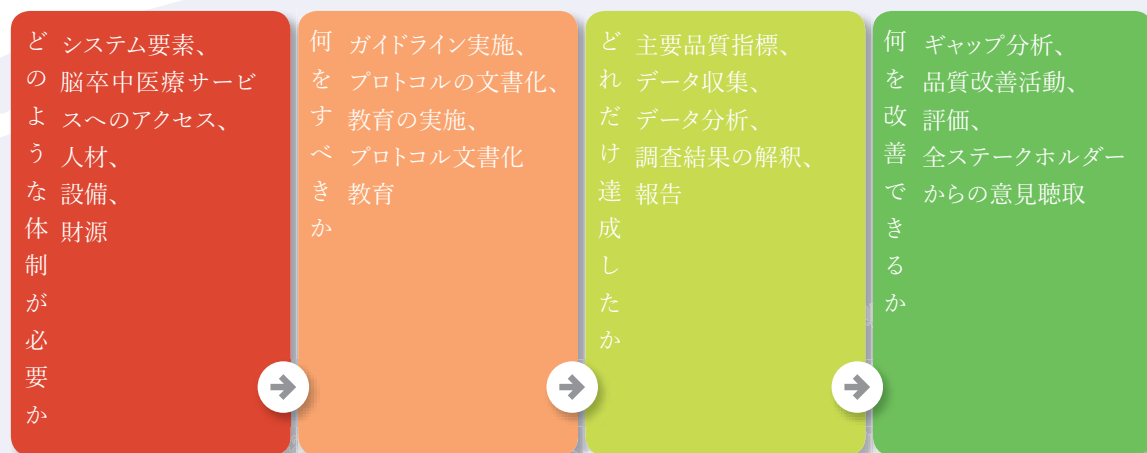 どのような体制が必要か
システム要素、
脳卒中医療サービ
スへのアクセス、
人材、
設備、
財源
何をすべきか
ガイドライン実施、
プロトコルの文書化、
教育の実施、
プロトコル文書化
教育
どれだけ達成したか
主要品質指標、
データ収集、
データ分析、
調査結果の解釈、
報告
何を改善できるか
ギャップ分析、
品質改善活動、
評価、
全ステークホルダー
からの意見聴取